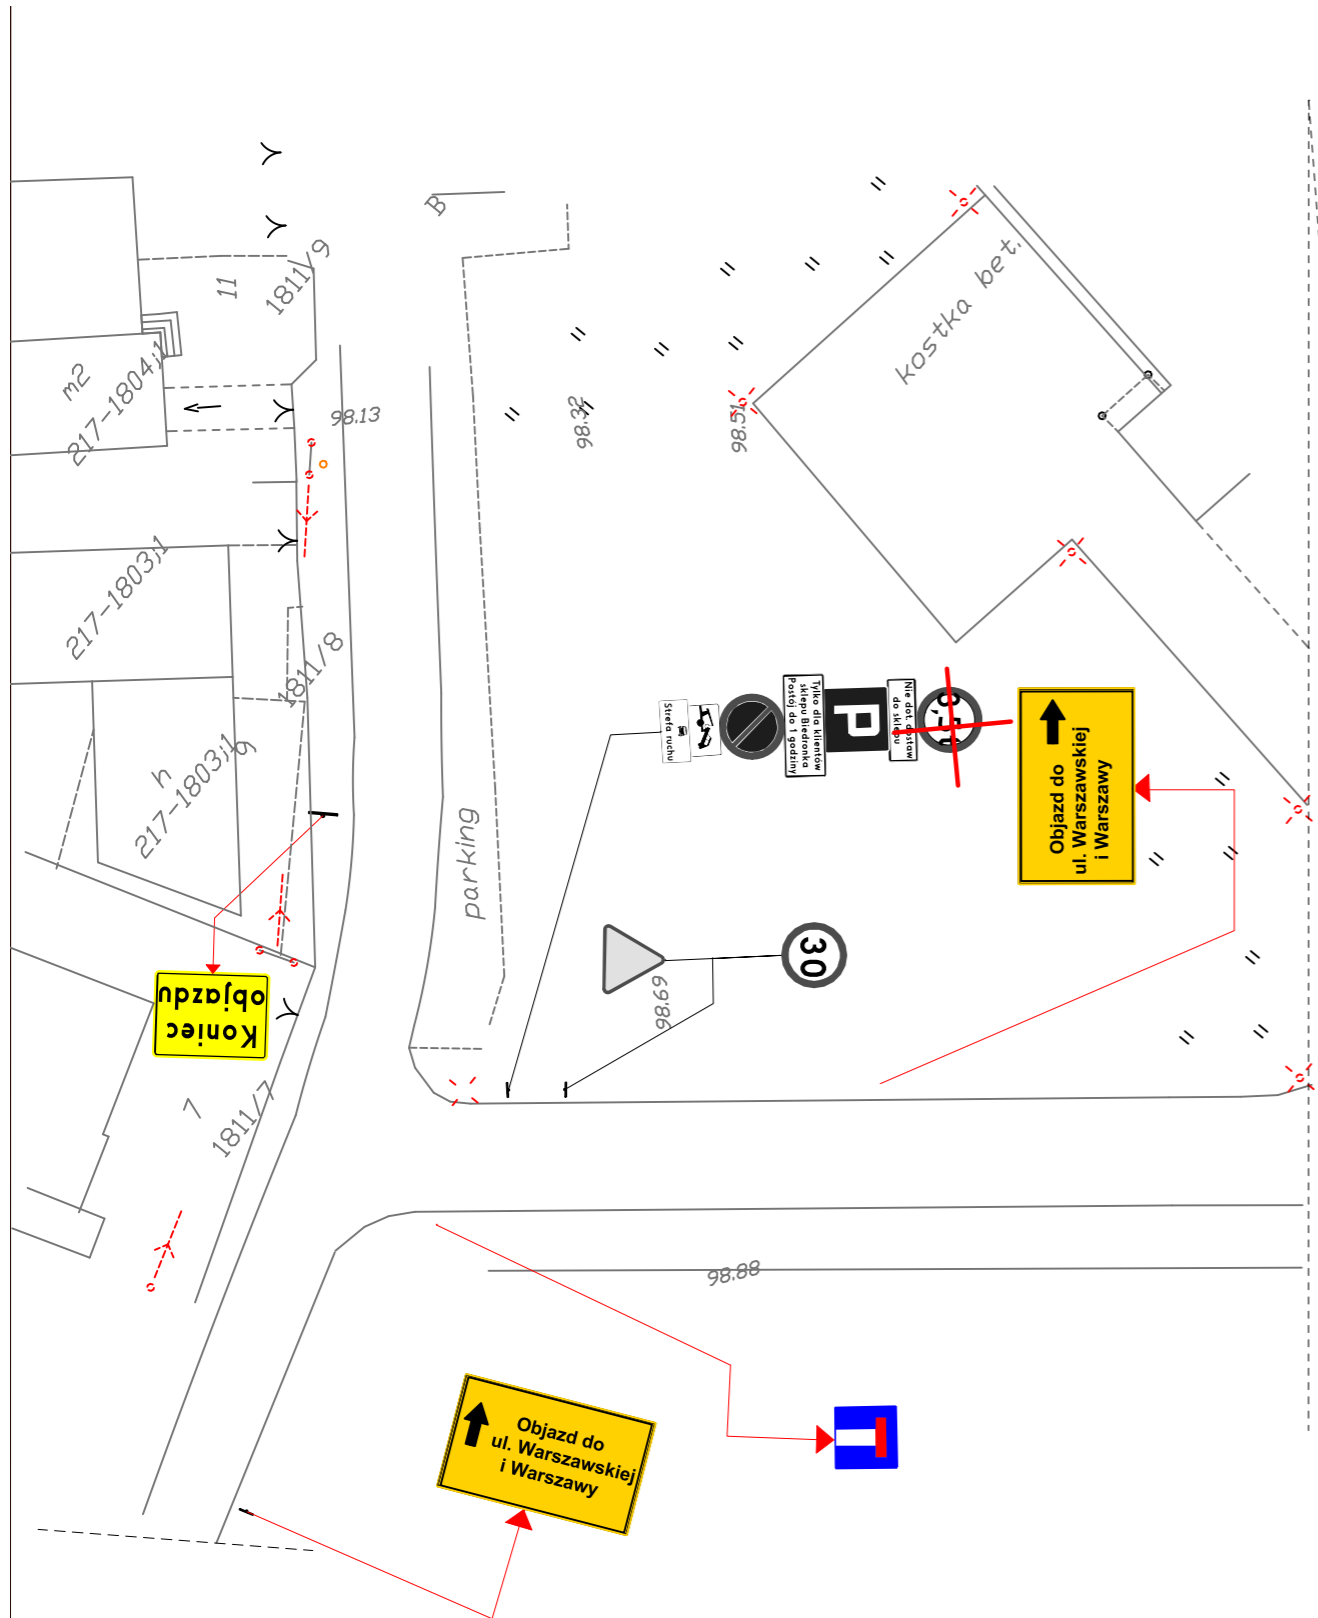 B
11
1811/9
kostka bet.
m2
217-1804;1
98.13
98.32
98.51
217-1803;1
1811/8
h
217-1803;1
9
Strefa ruchu
Tylko dla klientów
sklepu Biedronka
Postój do 1 godziny
P
Nie dot. dostaw
do sklepu
Objazd do
ul. Warszawskiej
i Warszawy
parking
30
98.69
Koniec
objazdu
7
1811/7
98.88
Objazd do
ul. Warszawskiej
i Warszawy